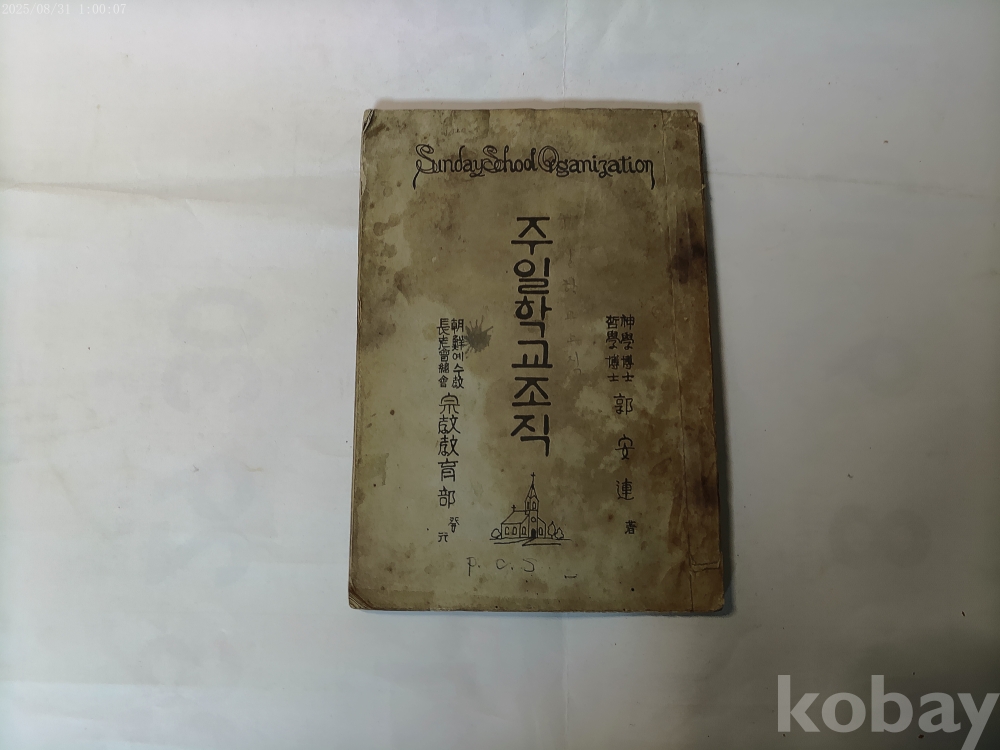 2025/08/31 1:00:07
Sunday School Organization
神學博士
哲學博士
郭安連 著
주일학교조직
朝鮮예수敎
長老會總會
宗敎敎育部 發行
P. C. S
kobay